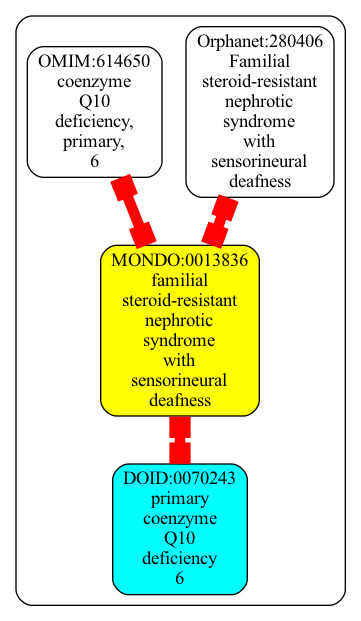 OMIM:614650
coenzyme
Q10
deficiency,
primary,
6
Orphanet:280406
Familial
steroid-resistant
nephrotic
syndrome
with
sensorineural
deafness
MONDO:0013836
familial
steroid-resistant
nephrotic
syndrome
with
sensorineural
deafness
DOID:0070243
primary
coenzyme
Q10
deficiency
6